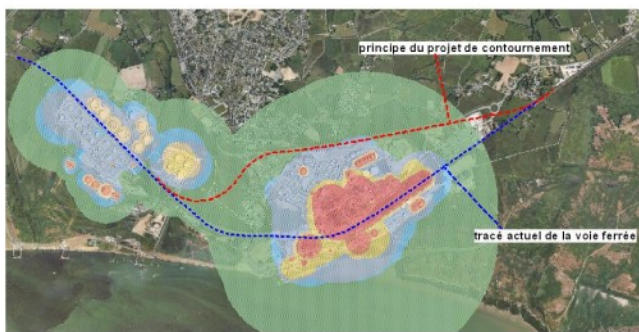 principe du projet de contournement
tracé actuel de la voie ferrée